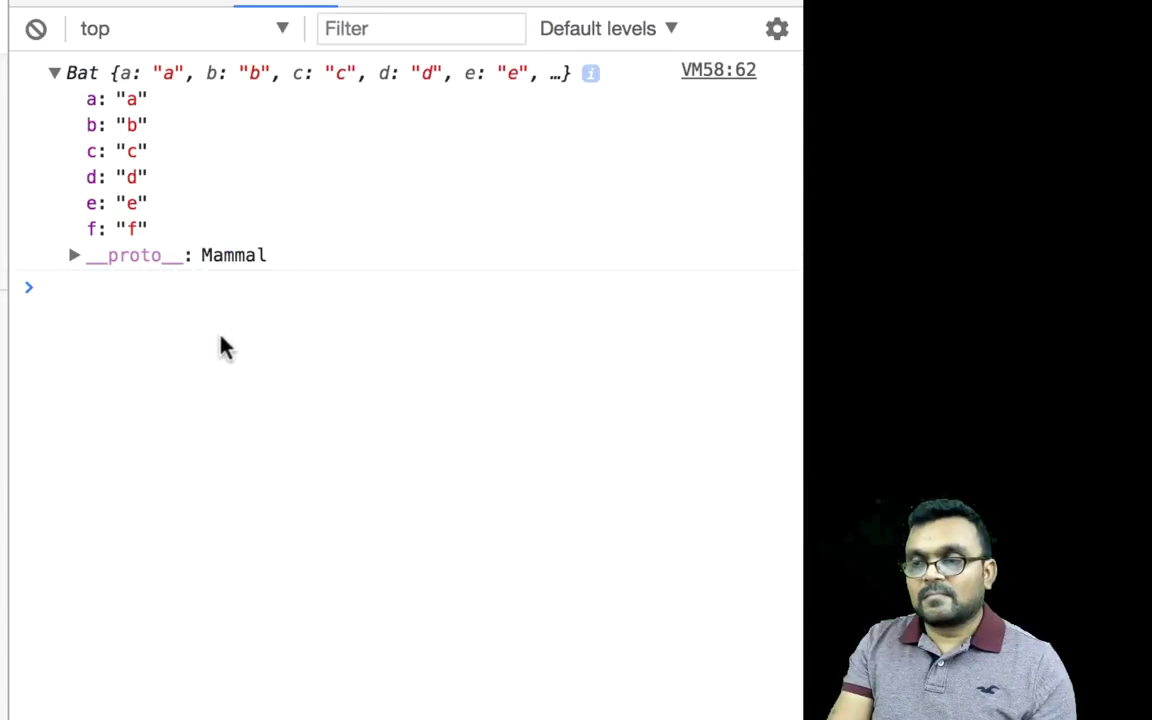 top ▼ Filter Default levels ▼
▼Bat {a: "a", b: "b", c: "c", d: "d", e: "e", …} i VM58:62
a: "a"
b: "b"
c: "c"
d: "d"
e: "e"
f: "f"
▶ __proto__: Mammal
>